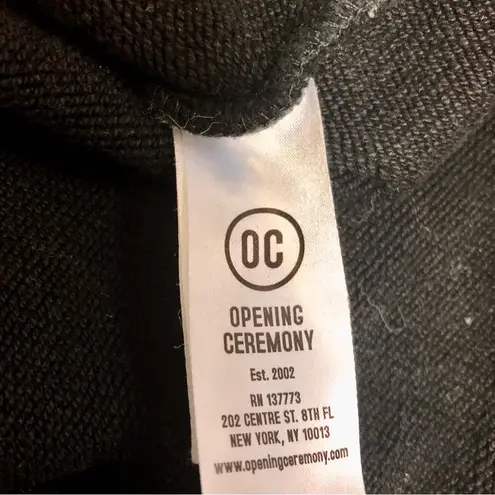 OC
OPENING
CEREMONY
Est. 2002
RN 137773
202 CENTRE ST. 8TH FL
NEW YORK, NY 10013
www.openingceremony.com